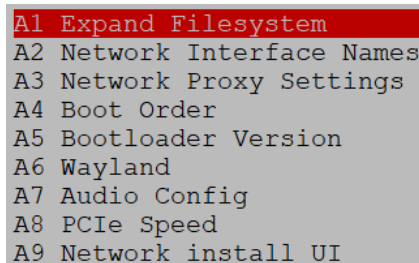 A1 Expand Filesystem
A2 Network Interface Names
A3 Network Proxy Settings
A4 Boot Order
A5 Bootloader Version
A6 Wayland
A7 Audio Config
A8 PCIe Speed
A9 Network install UI